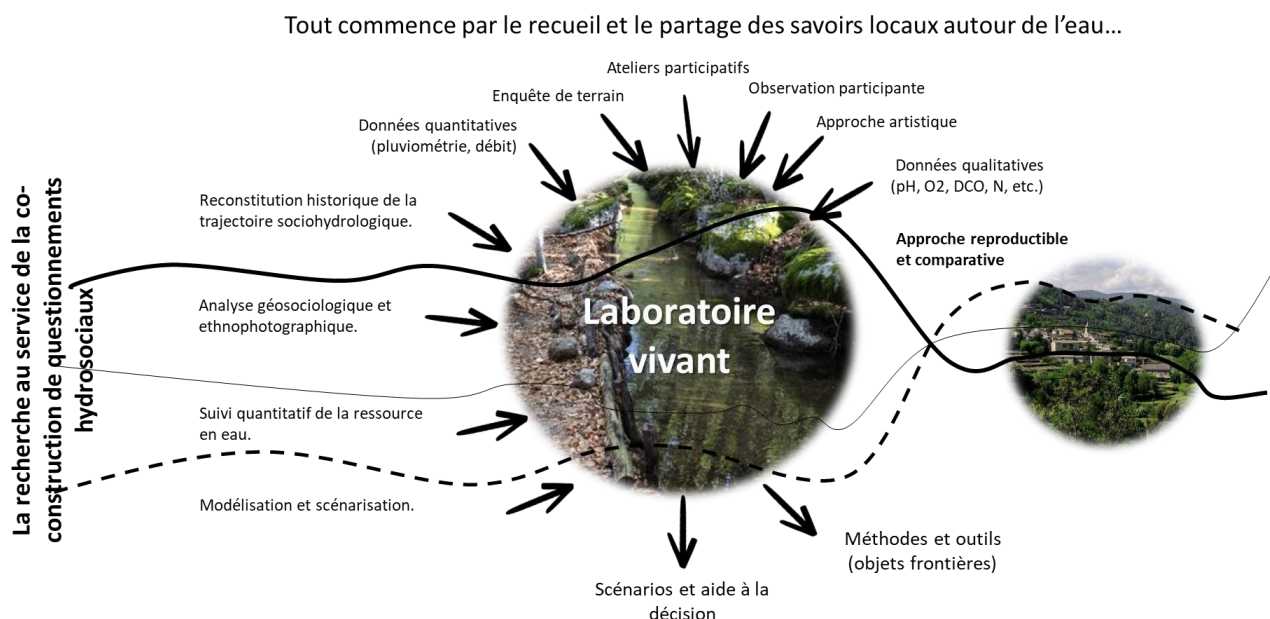 Tout commence par le recueil et le partage des savoirs locaux autour de l’eau…
Ateliers participatifs
Enquête de terrain
Observation participante
Données quantitatives
(pluviométrie, débit)
Approche artistique
Données qualitatives
(pH, O2, DCO, N, etc.)
Reconstitution historique de la
trajectoire sociohydrologique.
Approche reproductible
et comparative
Analyse géosociologique et
ethnophotographique.
Laboratoire
vivant
Suivi quantitatif de la ressource
en eau.
Modélisation et scénarisation.
Méthodes et outils
(objets frontières)
Scénarios et aide à la
décision
La recherche au service de la co-
construction de questionnements
hydrosociaux